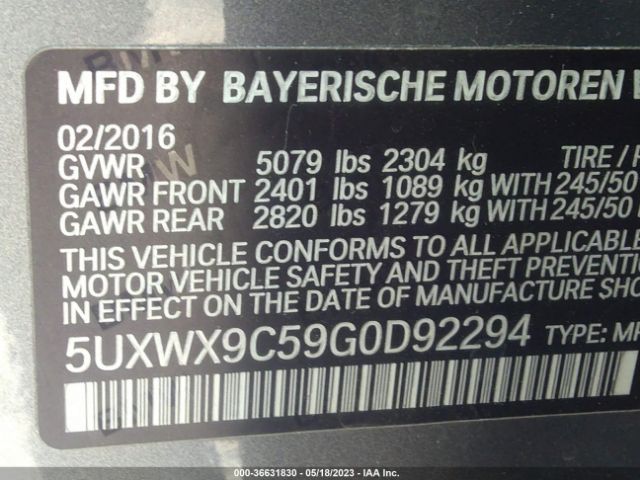 MFD BY BAYERISCHE MOTOREN
02/2016
GVWR 5079 lbs 2304 kg TIRE /
GAWR FRONT 2401 lbs 1089 kg WITH 245/50
GAWR REAR 2820 lbs 1279 kg WITH 245/50
THIS VEHICLE CONFORMS TO ALL APPLICABLE
MOTOR VEHICLE SAFETY AND THEFT PREVENTIO
IN EFFECT ON THE DATE OF MANUFACTURE SHO
5UXWX9C59G0D92294 TYPE: MP
000-36631830 - 05/18/2023 - IAAI, Inc.